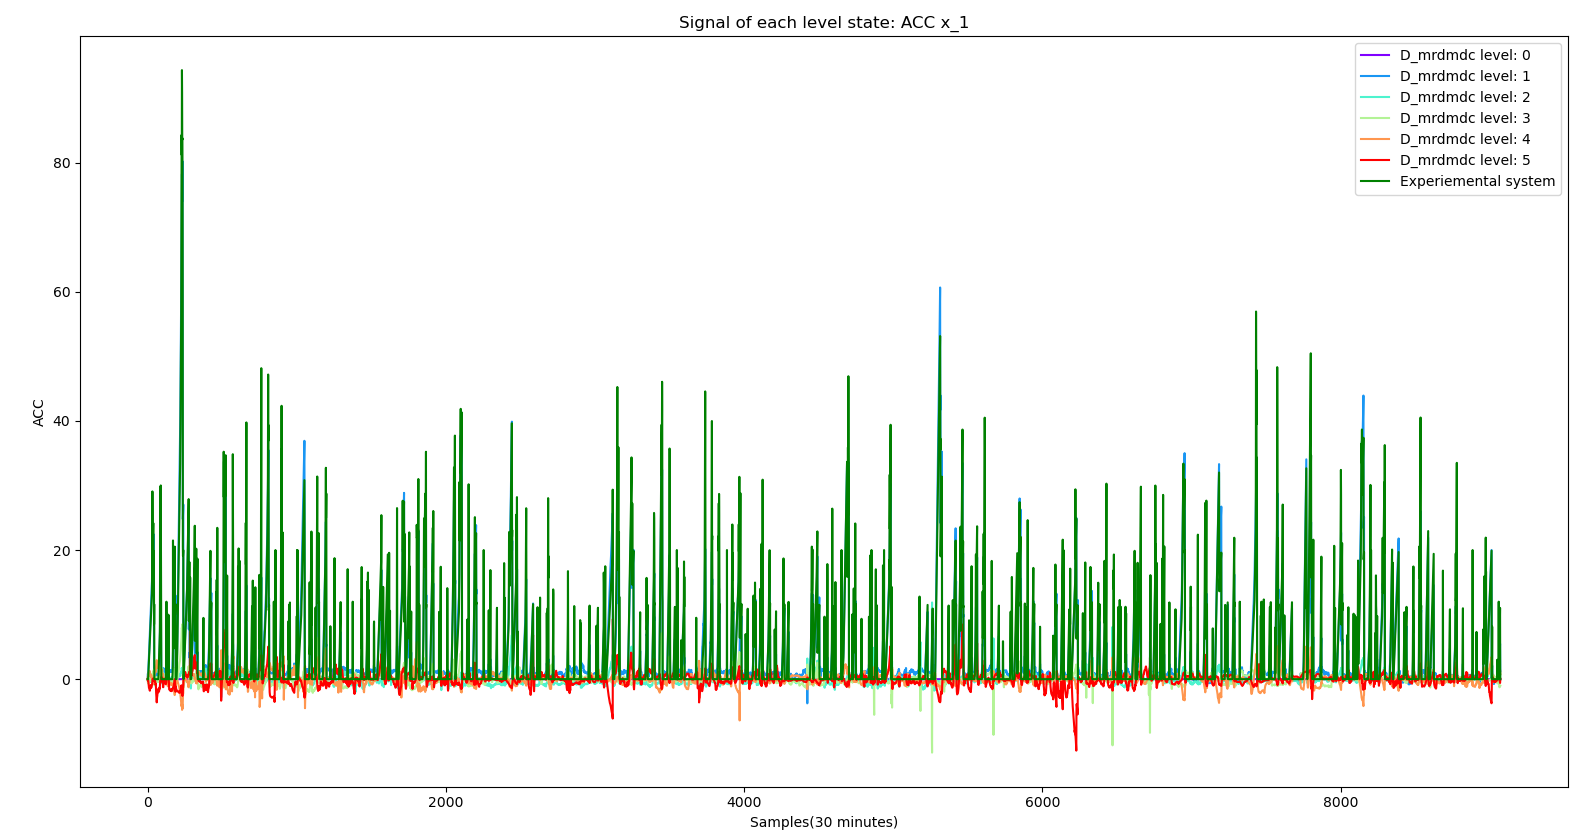 Signal of each level state: ACC x_1
D_mrdmdc level: 0
D_mrdmdc level: 1
D_mrdmdc level: 2
D_mrdmdc level: 3
D_mrdmdc level: 4
D_mrdmdc level: 5
Experiemental system
80
60
40
20
0
ACC
0 2000 4000 6000 8000
Samples(30 minutes)